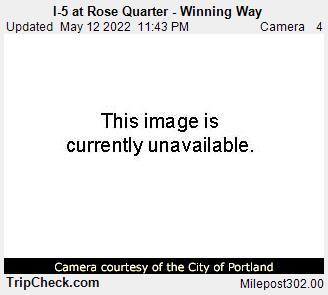 I-5 at Rose Quarter - Winning Way
Updated  May 12 2022  11:43 PM  Camera  4
This image is
currently unavailable.
Camera courtesy of the City of Portland
TripCheck.com  Milepost302.00